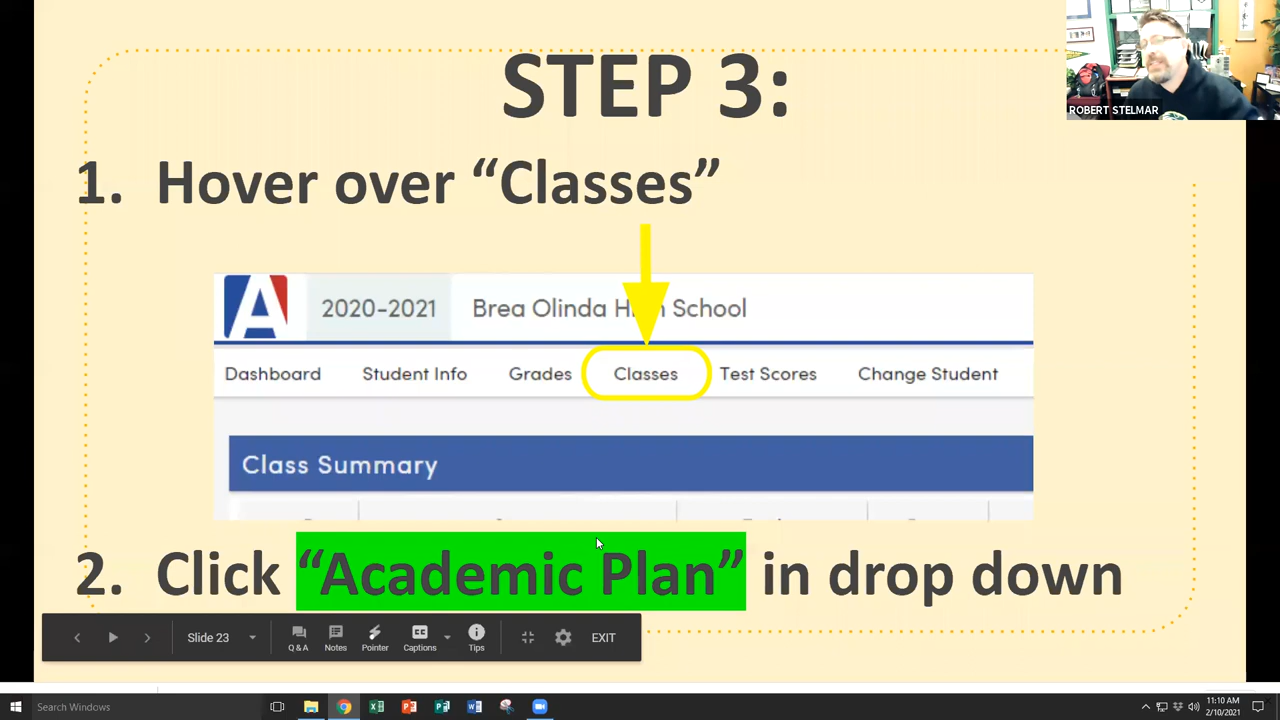 STEP 3:
ROBERT STELMAR
1. Hover over “Classes”
A 2020-2021 Brea Olinda High School
Dashboard Student Info Grades Classes Test Scores Change Student
Class Summary
2. Click “Academic Plan” in drop down
Slide 23 Q & A Notes Pointer Captions Tips EXIT
Search Windows
11:10 AM
2/10/2021